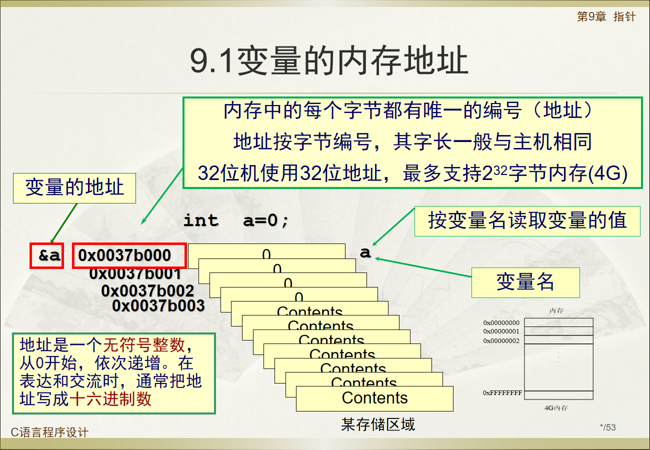 第9章 指针
9.1变量的内存地址
内存中的每个字节都有唯一的编号（地址）
地址按字节编号，其字长一般与主机相同
32位机使用32位地址，最多支持2³²字节内存(4G)
变量的地址
int a=0;
按变量名读取变量的值
&a
0x0037b000
0
a
0x0037b001
0
0x0037b002
0
0x0037b003
0
变量名
Contents
Contents
Contents
Contents
Contents
Contents
Contents
某存储区域
地址是一个无符号整数，
从0开始，依次递增。在
表达和交流时，通常把地
址写成十六进制数
内存
0x00000000
0x00000001
0x00000002
0xFFFFFFFF
4G内存
C语言程序设计
*/53